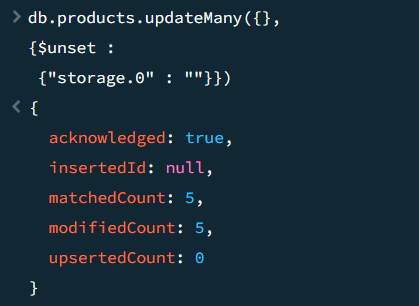 > db.products.updateMany({},
{$unset :
{"storage.0" : ""}})
< {
acknowledged: true,
insertedId: null,
matchedCount: 5,
modifiedCount: 5,
upsertedCount: 0
}